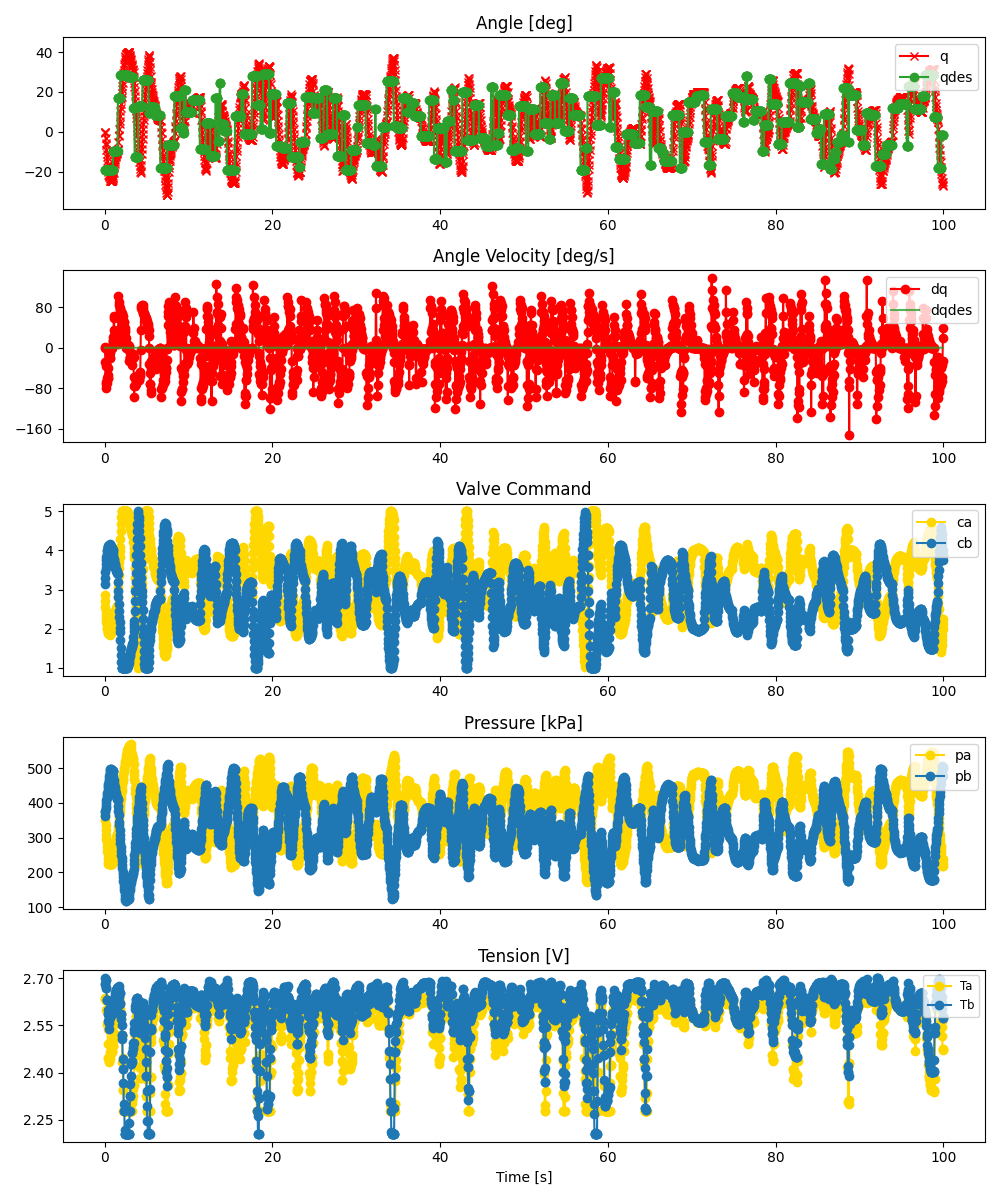 Angle [deg]
40
20
0
−20
q
qdes
0 20 40 60 80 100
Angle Velocity [deg/s]
80
0
−80
−160
dq
dqdes
0 20 40 60 80 100
Valve Command
5
4
3
2
1
ca
cb
0 20 40 60 80 100
Pressure [kPa]
500
400
300
200
100
pa
pb
0 20 40 60 80 100
Tension [V]
2.70
2.55
2.40
2.25
Ta
Tb
0 20 40 60 80 100
Time [s]